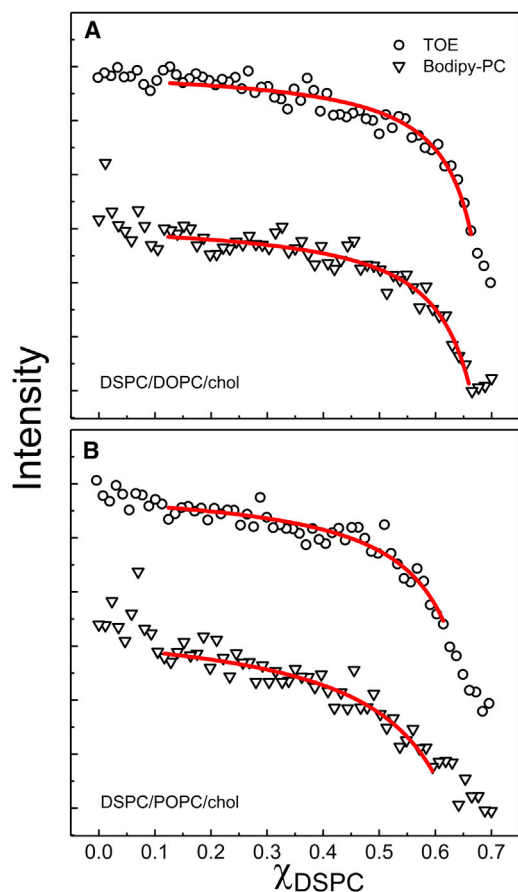 A
TOE
Bodipy-PC
DSPC/DOPC/chol
Intensity
B
DSPC/POPC/chol
0.0 0.1 0.2 0.3 0.4 0.5 0.6 0.7
χDSPC